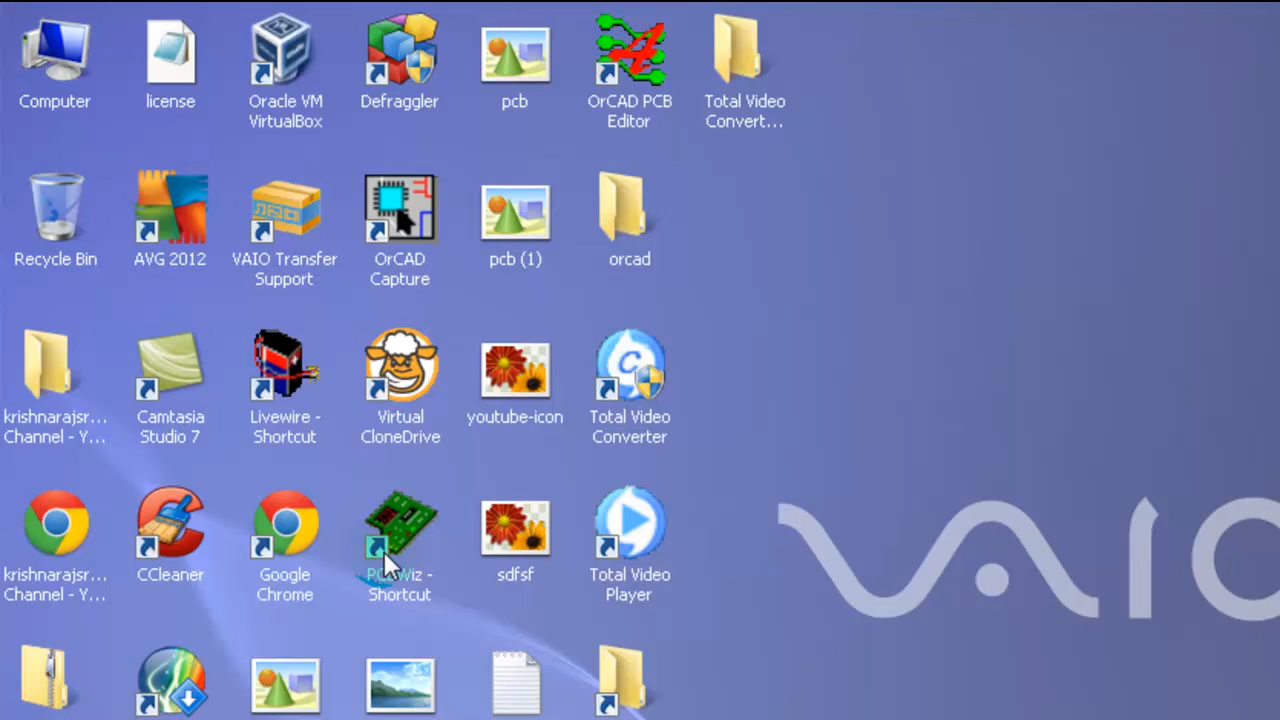 Computer
license
Oracle VM
VirtualBox
Defraggler
pcb
OrCAD PCB
Editor
Total Video
Convert...
Recycle Bin
AVG 2012
VAIO Transfer
Support
OrCAD
Capture
pcb (1)
orcad
krishnarajsr...
Channel - Y...
Camtasia
Studio 7
Livewire -
Shortcut
Virtual
CloneDrive
youtube-icon
Total Video
Converter
krishnarajsr...
Channel - Y...
CCleaner
Google
Chrome
PCBWiz -
Shortcut
sdfsf
Total Video
Player
VAIO